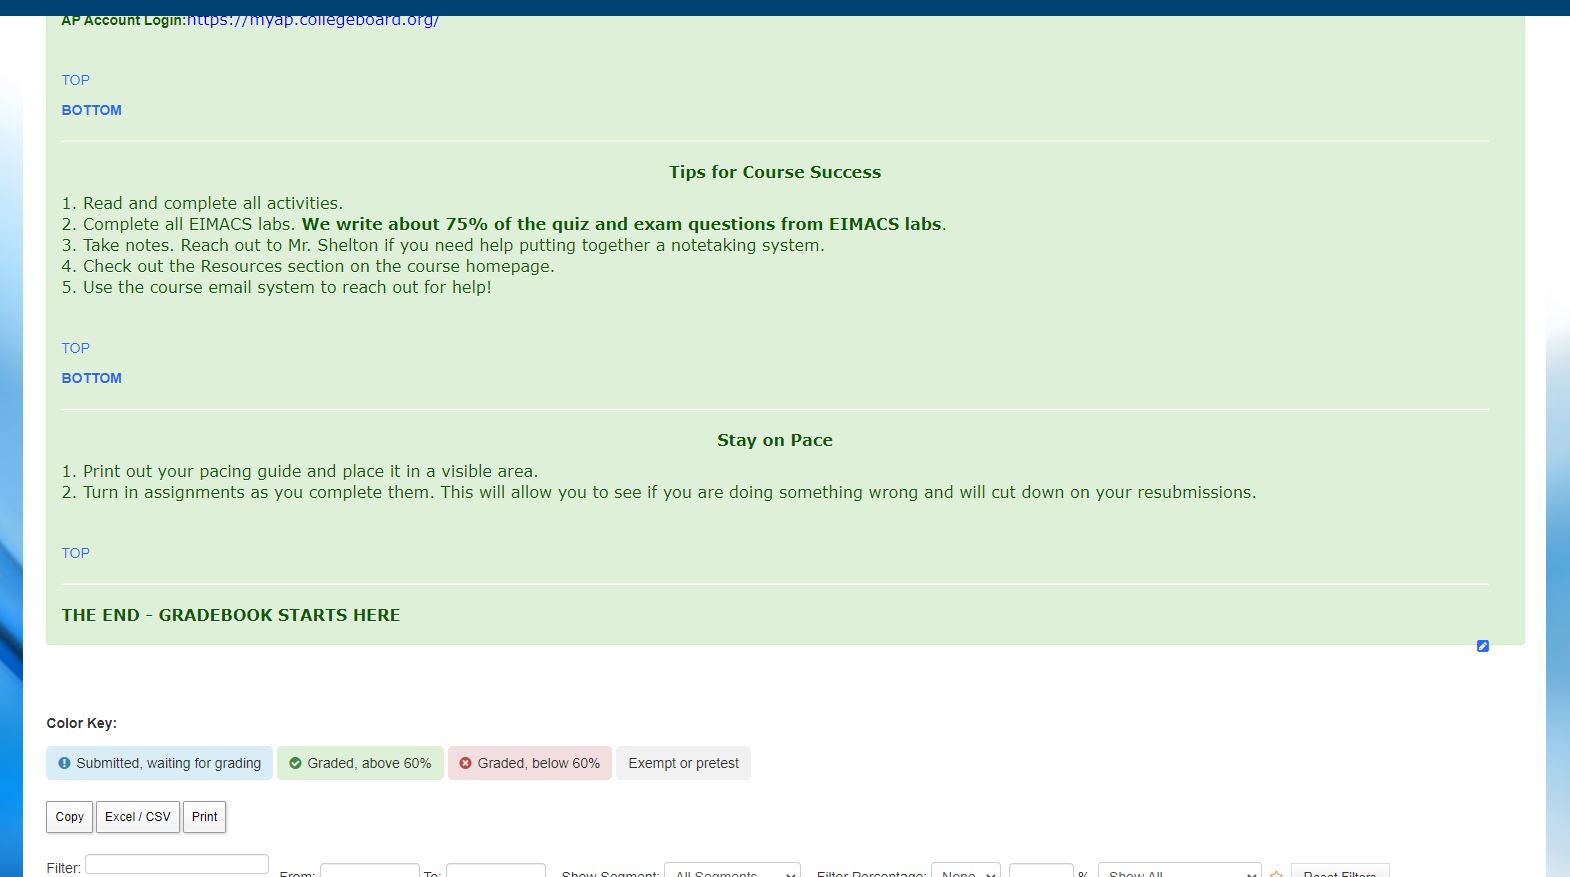 AP Account Login:https://myap.collegeboard.org/
TOP
BOTTOM
Tips for Course Success
1. Read and complete all activities.
2. Complete all EIMACS labs. We write about 75% of the quiz and exam questions from EIMACS labs.
3. Take notes. Reach out to Mr. Shelton if you need help putting together a notetaking system.
4. Check out the Resources section on the course homepage.
5. Use the course email system to reach out for help!
TOP
BOTTOM
Stay on Pace
1. Print out your pacing guide and place it in a visible area.
2. Turn in assignments as you complete them. This will allow you to see if you are doing something wrong and will cut down on your resubmissions.
TOP
THE END - GRADEBOOK STARTS HERE
Color Key:
Submitted, waiting for grading Graded, above 60% Graded, below 60% Exempt or pretest
Copy Excel / CSV Print
Filter: From: To: Show Segment: All Segments Filter Percentage: None % Show All Reset Filters